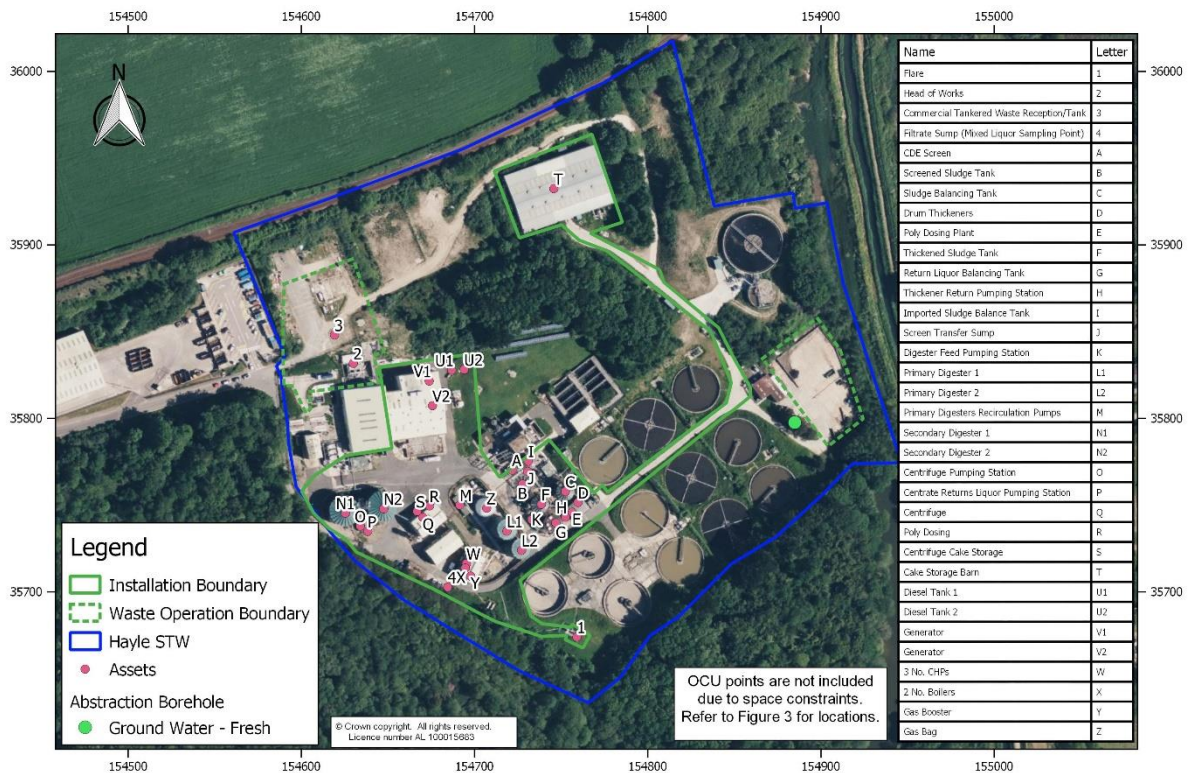 154500 154600 154700 154800 154900 155000
36000
35900
35800
35700
36000
35900
35800
35700
N
T
3
2
V1
U1
U2
V2
I
A
J
B
C
D
F
H
E
K
G
N1
N2
O
P
S
R
Q
M
Z
L1
L2
W
4X
Y
1
Name Letter
Flare 1
Head of Works 2
Commercial Tankered Waste Reception/Tank 3
Filtrate Sump (Mixed Liquor Sampling Point) 4
CDE Screen A
Screened Sludge Tank B
Sludge Balancing Tank C
Drum Thickeners D
Poly Dosing Plant E
Thickened Sludge Tank F
Return Liquor Balancing Tank G
Thickener Return Pumping Station H
Imported Sludge Balance Tank I
Screen Transfer Sump J
Digester Feed Pumping Station K
Primary Digester 1 L1
Primary Digester 2 L2
Primary Digesters Recirculation Pumps M
Secondary Digester 1 N1
Secondary Digester 2 N2
Centrifuge Pumping Station O
Centrate Returns Liquor Pumping Station P
Centrifuge Q
Poly Dosing R
Centrifuge Cake Storage S
Cake Storage Barn T
Diesel Tank 1 U1
Diesel Tank 2 U2
Generator V1
Generator V2
3 No. CHPs W
2 No. Boilers X
Gas Booster Y
Gas Bag Z
Legend
Installation Boundary
Waste Operation Boundary
Hayle STW
Assets
Abstraction Borehole
Ground Water - Fresh
© Crown copyright. All rights reserved.
Licence number AL 100015683
OCU points are not included
due to space constraints.
Refer to Figure 3 for locations.
154500 154600 154700 154800 154900 155000